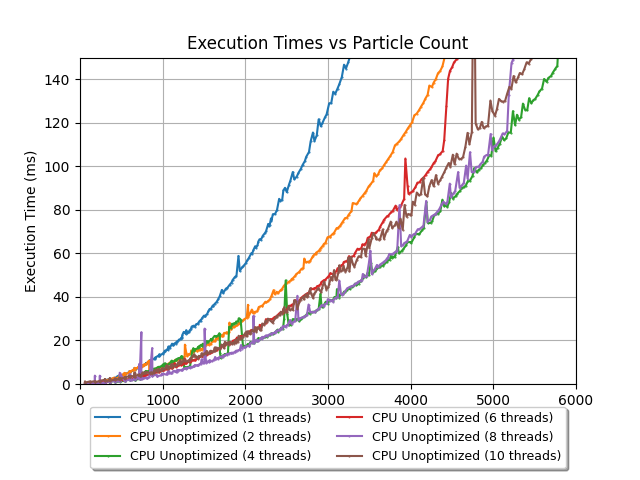 Execution Times vs Particle Count
Execution Time (ms)
140
120
100
80
60
40
20
0
0 1000 2000 3000 4000 5000 6000
CPU Unoptimized (1 threads) CPU Unoptimized (6 threads)
CPU Unoptimized (2 threads) CPU Unoptimized (8 threads)
CPU Unoptimized (4 threads) CPU Unoptimized (10 threads)